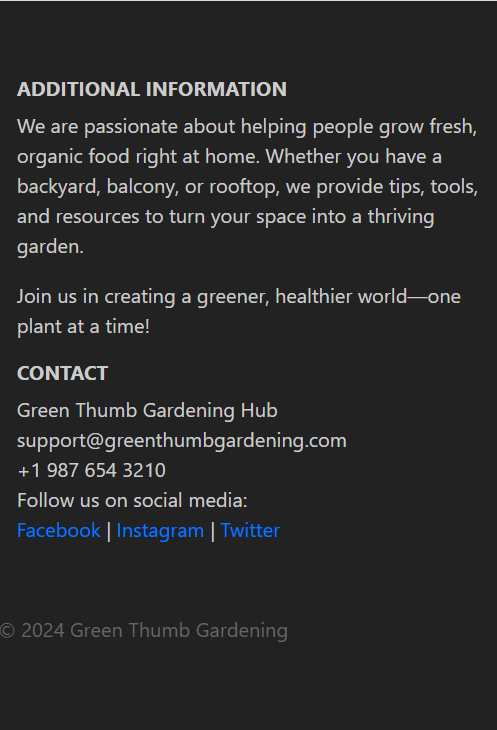 ADDITIONAL INFORMATION
We are passionate about helping people grow fresh,
organic food right at home. Whether you have a
backyard, balcony, or rooftop, we provide tips, tools,
and resources to turn your space into a thriving
garden.
Join us in creating a greener, healthier world—one
plant at a time!
CONTACT
Green Thumb Gardening Hub
support@greenthumbgardening.com
+1 987 654 3210
Follow us on social media:
Facebook | Instagram | Twitter
© 2024 Green Thumb Gardening